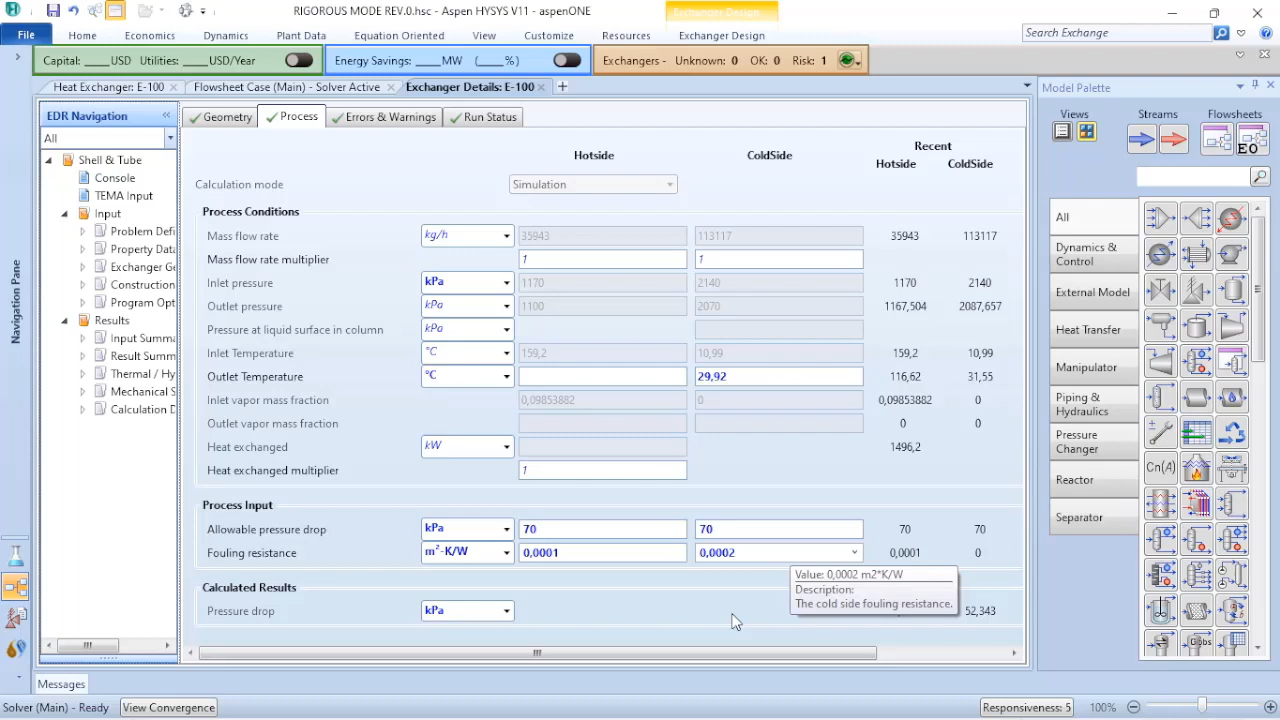 RIGOROUS MODE REV.0.hsc - Aspen HYSYS V11 - aspenONE
Exchanger Design
File Home Economics Dynamics Plant Data Equation Oriented View Customize Resources Exchanger Design Search Exchange
Capital: ____USD Utilities: ____USD/Year Energy Savings: ____MW (____%) Exchangers - Unknown: 0 OK: 0 Risk: 1
Heat Exchanger: E-100 Flowsheet Case (Main) - Solver Active Exchanger Details: E-100
Model Palette
EDR Navigation
All
Shell & Tube
Console
TEMA Input
Input
Problem Defi
Property Data
Exchanger Ge
Construction
Program Opt
Results
Input Summa
Result Summa
Thermal / Hy
Mechanical S
Calculation D
Navigation Pane
Geometry Process Errors & Warnings Run Status
Recent
Hotside ColdSide Hotside ColdSide
Calculation mode Simulation
Process Conditions
Mass flow rate kg/h 35943 113117 35943 113117
Mass flow rate multiplier 1 1
Inlet pressure kPa 1170 2140 1170 2140
Outlet pressure kPa 1100 2070 1167,504 2087,657
Pressure at liquid surface in column kPa
Inlet Temperature °C 159,2 10,99 159,2 10,99
Outlet Temperature °C 29,92 116,62 31,55
Inlet vapor mass fraction 0,09853882 0 0,09853882 0
Outlet vapor mass fraction 0 0
Heat exchanged kW 1496,2
Heat exchanged multiplier 1
Process Input
Allowable pressure drop kPa 70 70 70 70
Fouling resistance m²-K/W 0,0001 0,0002 0,0001 0
Value: 0,0002 m2*K/W
Description:
The cold side fouling resistance.
Calculated Results
Pressure drop kPa 52,343
Views Streams Flowsheets
EO
All
Dynamics & Control
External Model
Heat Transfer
Manipulator
Piping & Hydraulics
Pressure Changer
Reactor
Separator
Cn(A)
Gobs
Messages
Solver (Main) - Ready View Convergence Responsiveness: 5 100%